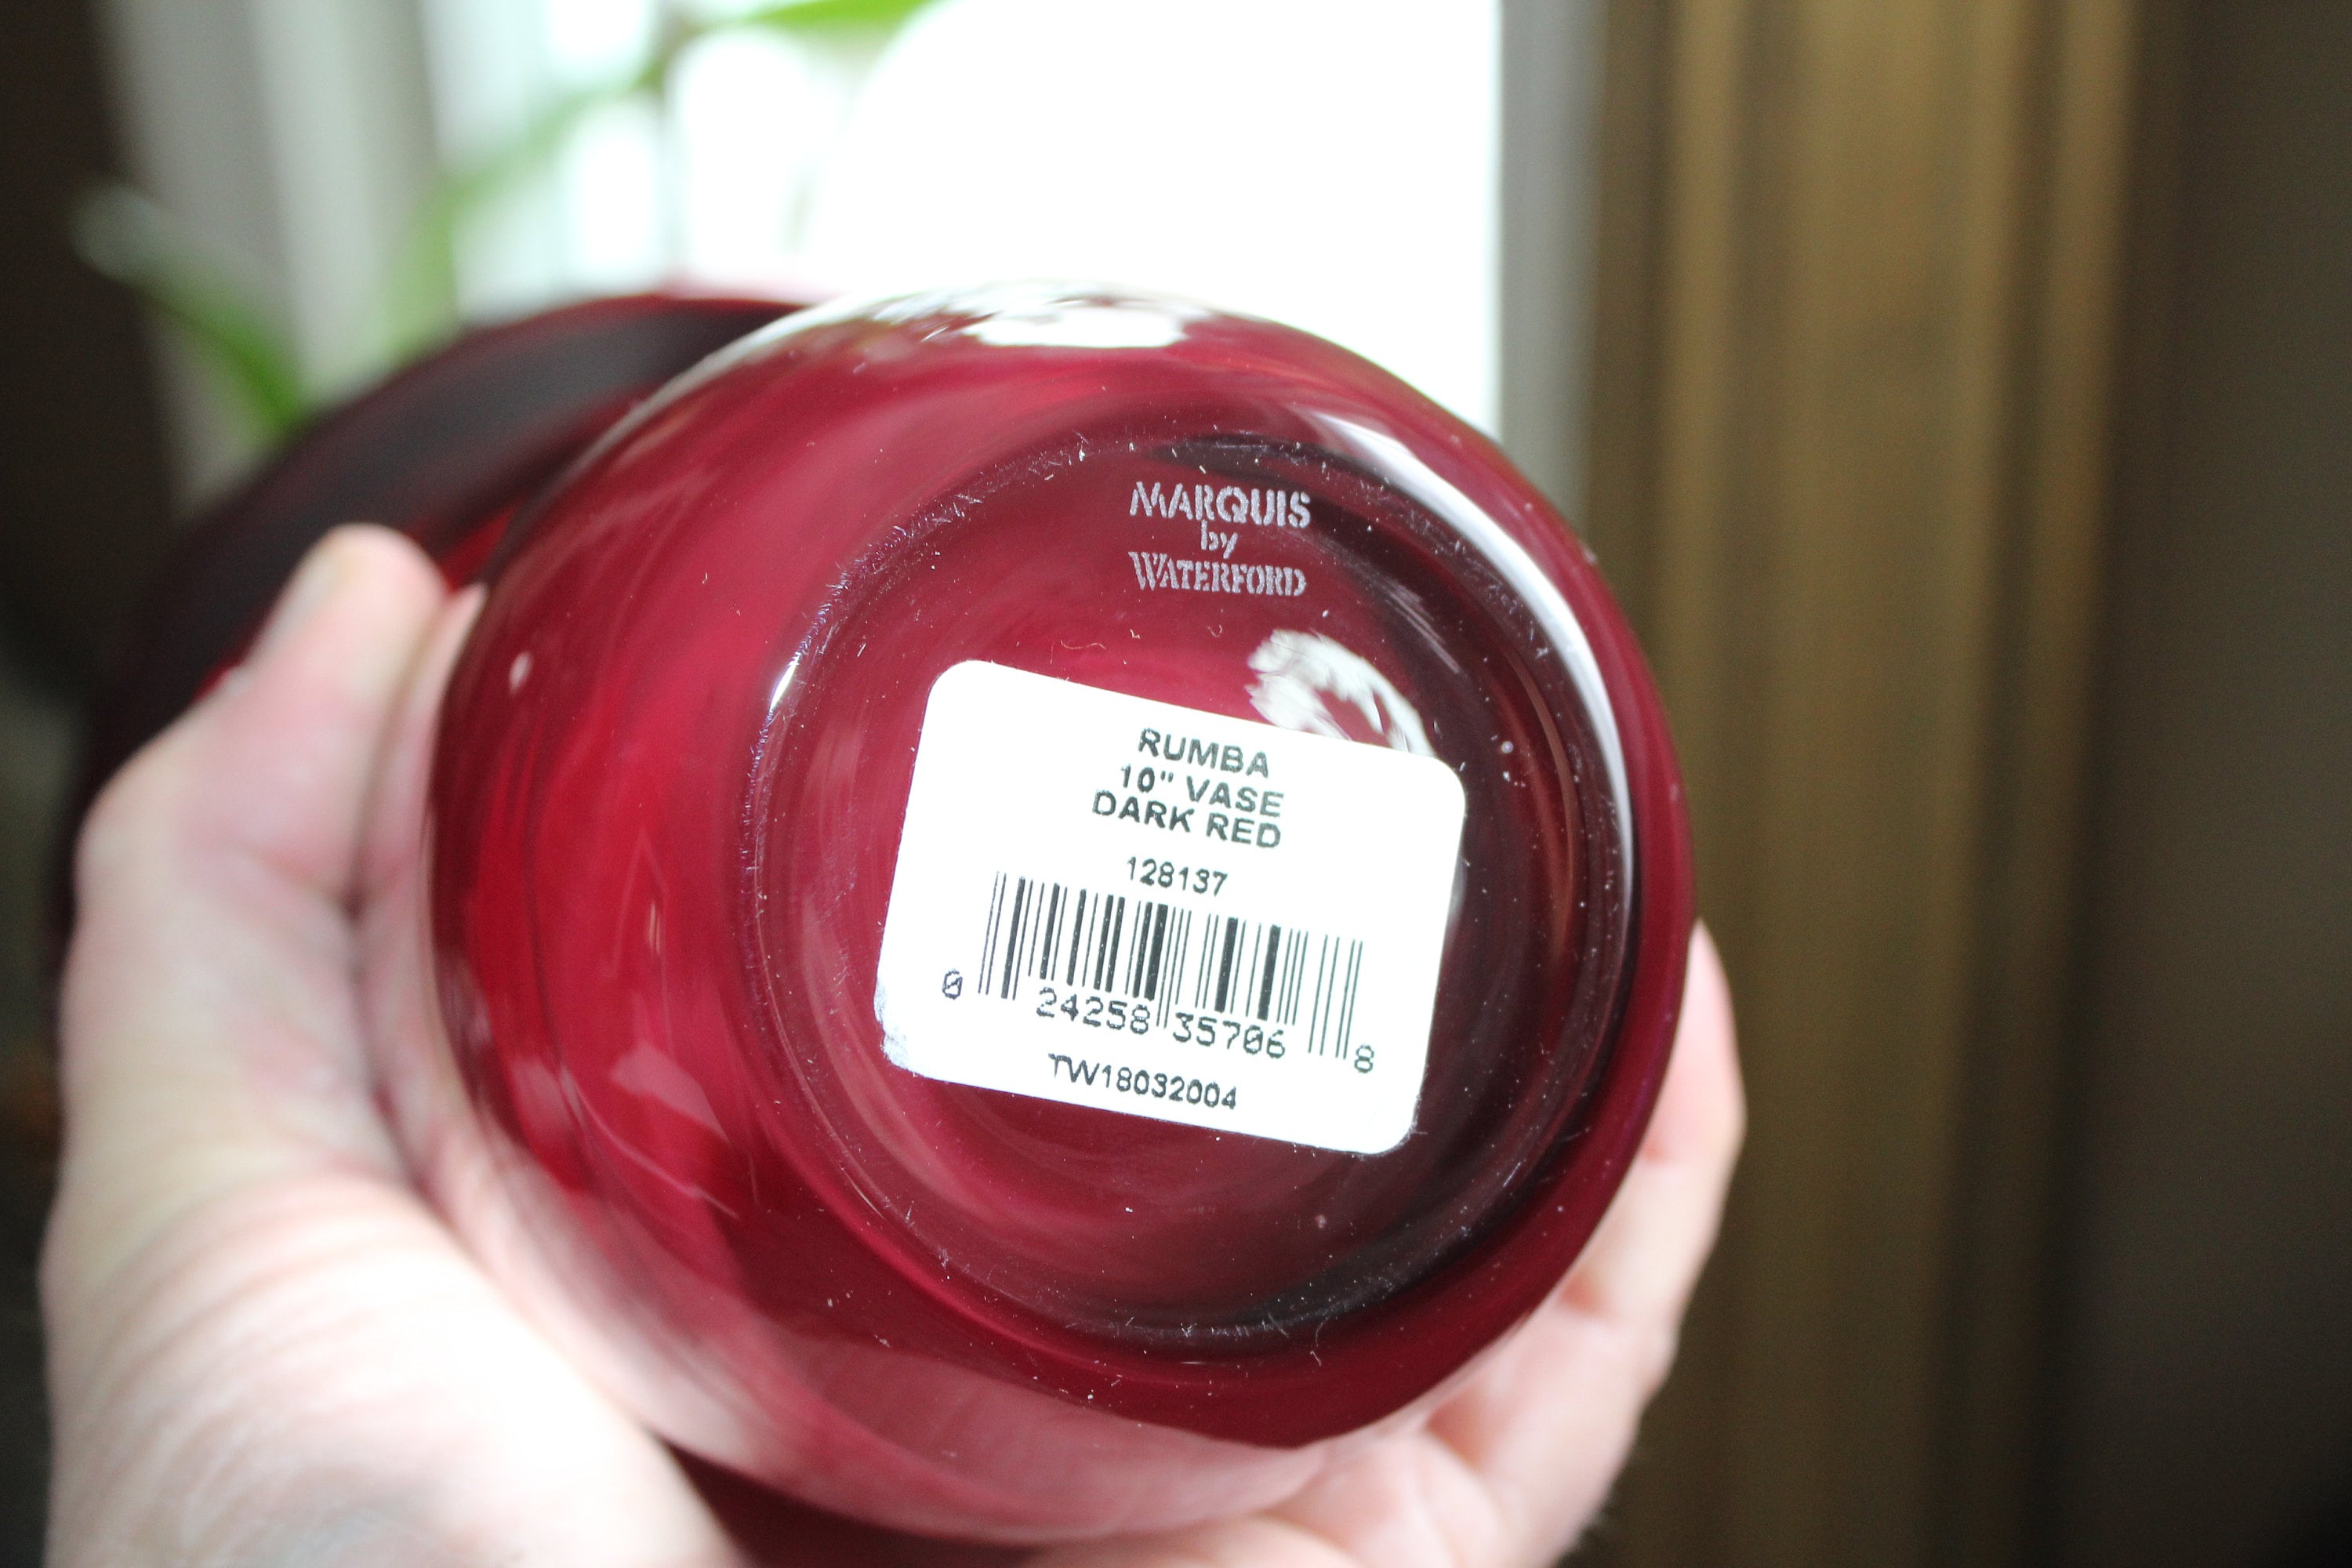 MARQUIS
by
WATERFORD
RUMBA
10" VASE
DARK RED
128137
0 24258 35706 8
TW18032004